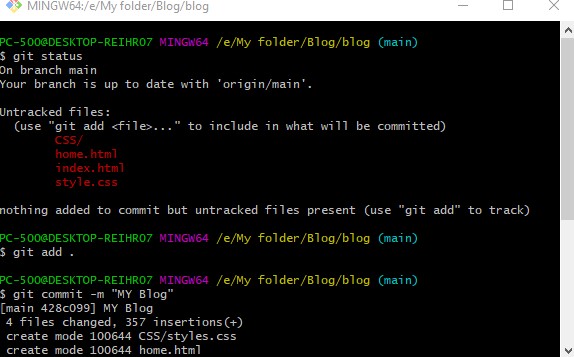 MINGW64:/e/My folder/Blog/blog
PC-500@DESKTOP-REIHRO7 MINGW64 /e/My folder/Blog/blog (main)
$ git status
On branch main
Your branch is up to date with 'origin/main'.
Untracked files:
(use "git add <file>..." to include in what will be committed)
CSS/
home.html
index.html
style.css
nothing added to commit but untracked files present (use "git add" to track)
PC-500@DESKTOP-REIHRO7 MINGW64 /e/My folder/Blog/blog (main)
$ git add .
PC-500@DESKTOP-REIHRO7 MINGW64 /e/My folder/Blog/blog (main)
$ git commit -m "MY Blog"
[main 428c099] MY Blog
4 files changed, 357 insertions(+)
create mode 100644 CSS/styles.css
create mode 100644 home.html